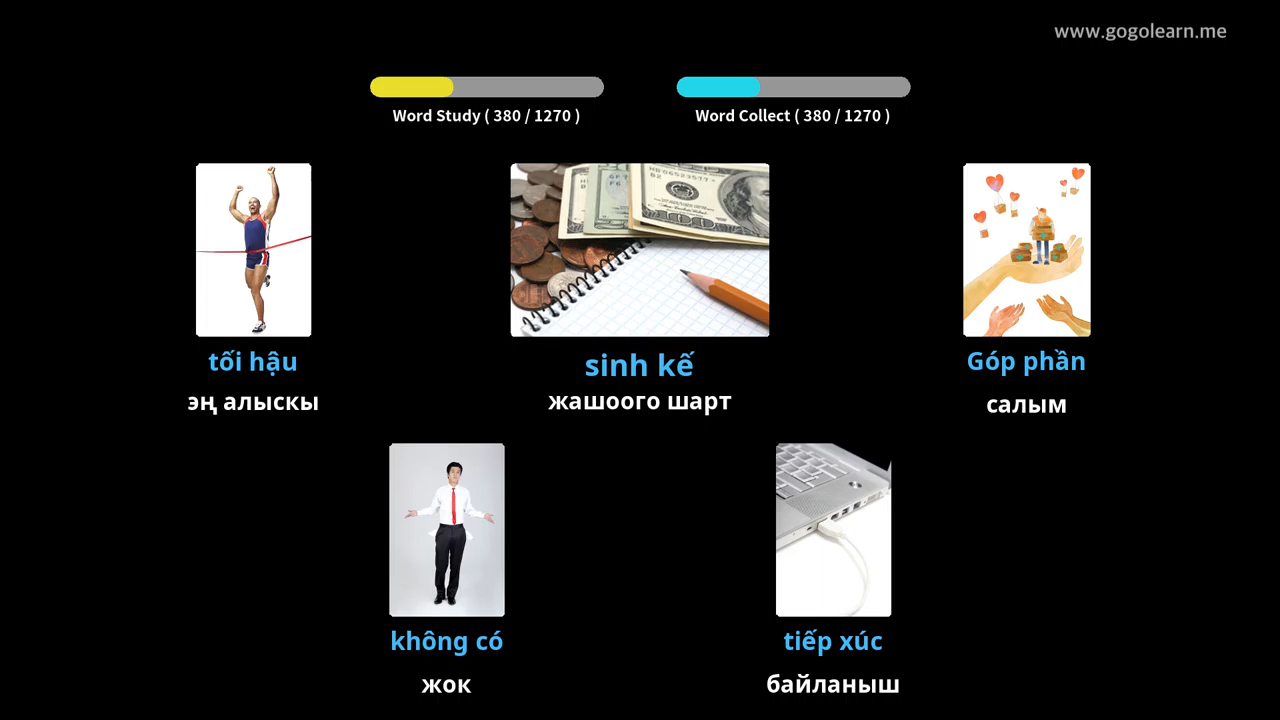 www.gogolearn.me
Word Study ( 380 / 1270 )
Word Collect ( 380 / 1270 )
tối hậu
эң алыскы
sinh kế
жашоого шарт
Góp phần
салым
không có
жок
tiếp xúc
байланыш